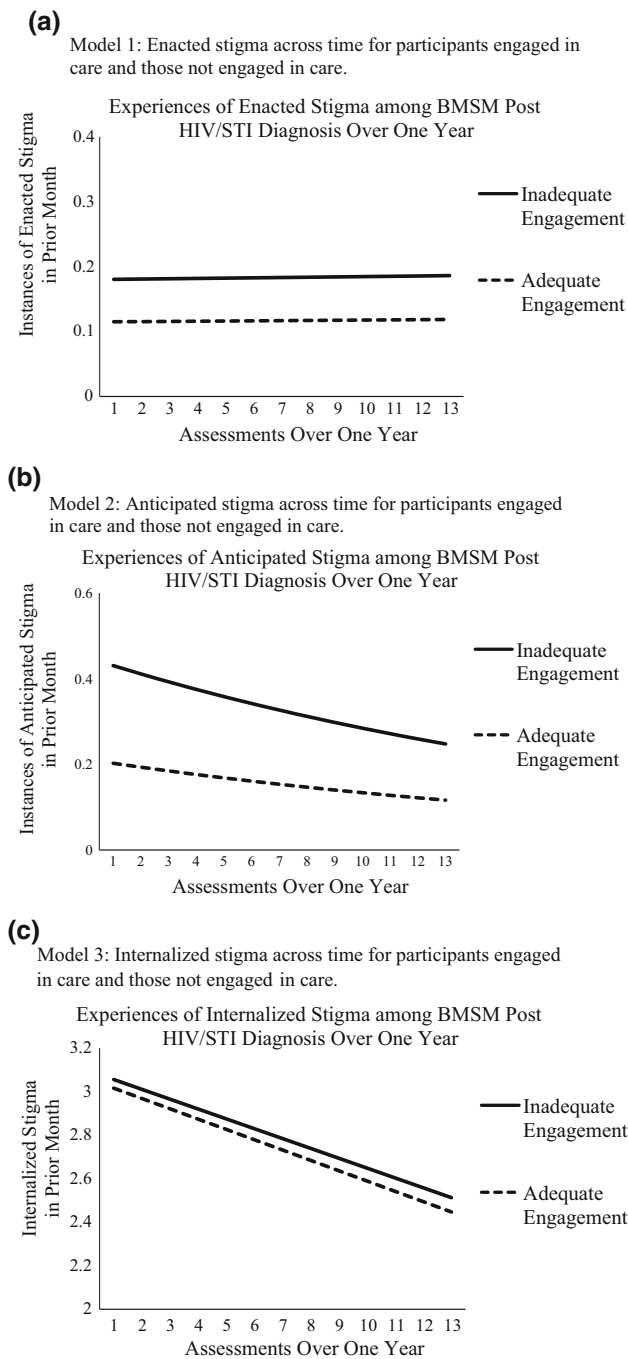 (a)
Model 1: Enacted stigma across time for participants engaged in
care and those not engaged in care.
Experiences of Enacted Stigma among BMSM Post
HIV/STI Diagnosis Over One Year
Instances of Enacted Stigma
in Prior Month
0.4
0.3
0.2
0.1
0
1 2 3 4 5 6 7 8 9 10 11 12 13
Assessments Over One Year
Inadequate
Engagement
Adequate
Engagement
(b)
Model 2: Anticipated stigma across time for participants engaged
in care and those not engaged in care.
Experiences of Anticipated Stigma among BMSM Post
HIV/STI Diagnosis Over One Year
Instances of Anticipated Stigma
in Prior Month
0.6
0.4
0.2
0
1 2 3 4 5 6 7 8 9 10 11 12 13
Assessments Over One Year
Inadequate
Engagement
Adequate
Engagement
(c)
Model 3: Internalized stigma across time for participants engaged
in care and those not engaged in care.
Experiences of Internalized Stigma among BMSM Post
HIV/STI Diagnosis Over One Year
Internalized Stigma
in Prior Month
3.2
3
2.8
2.6
2.4
2.2
2
1 2 3 4 5 6 7 8 9 10 11 12 13
Assessments Over One Year
Inadequate
Engagement
Adequate
Engagement